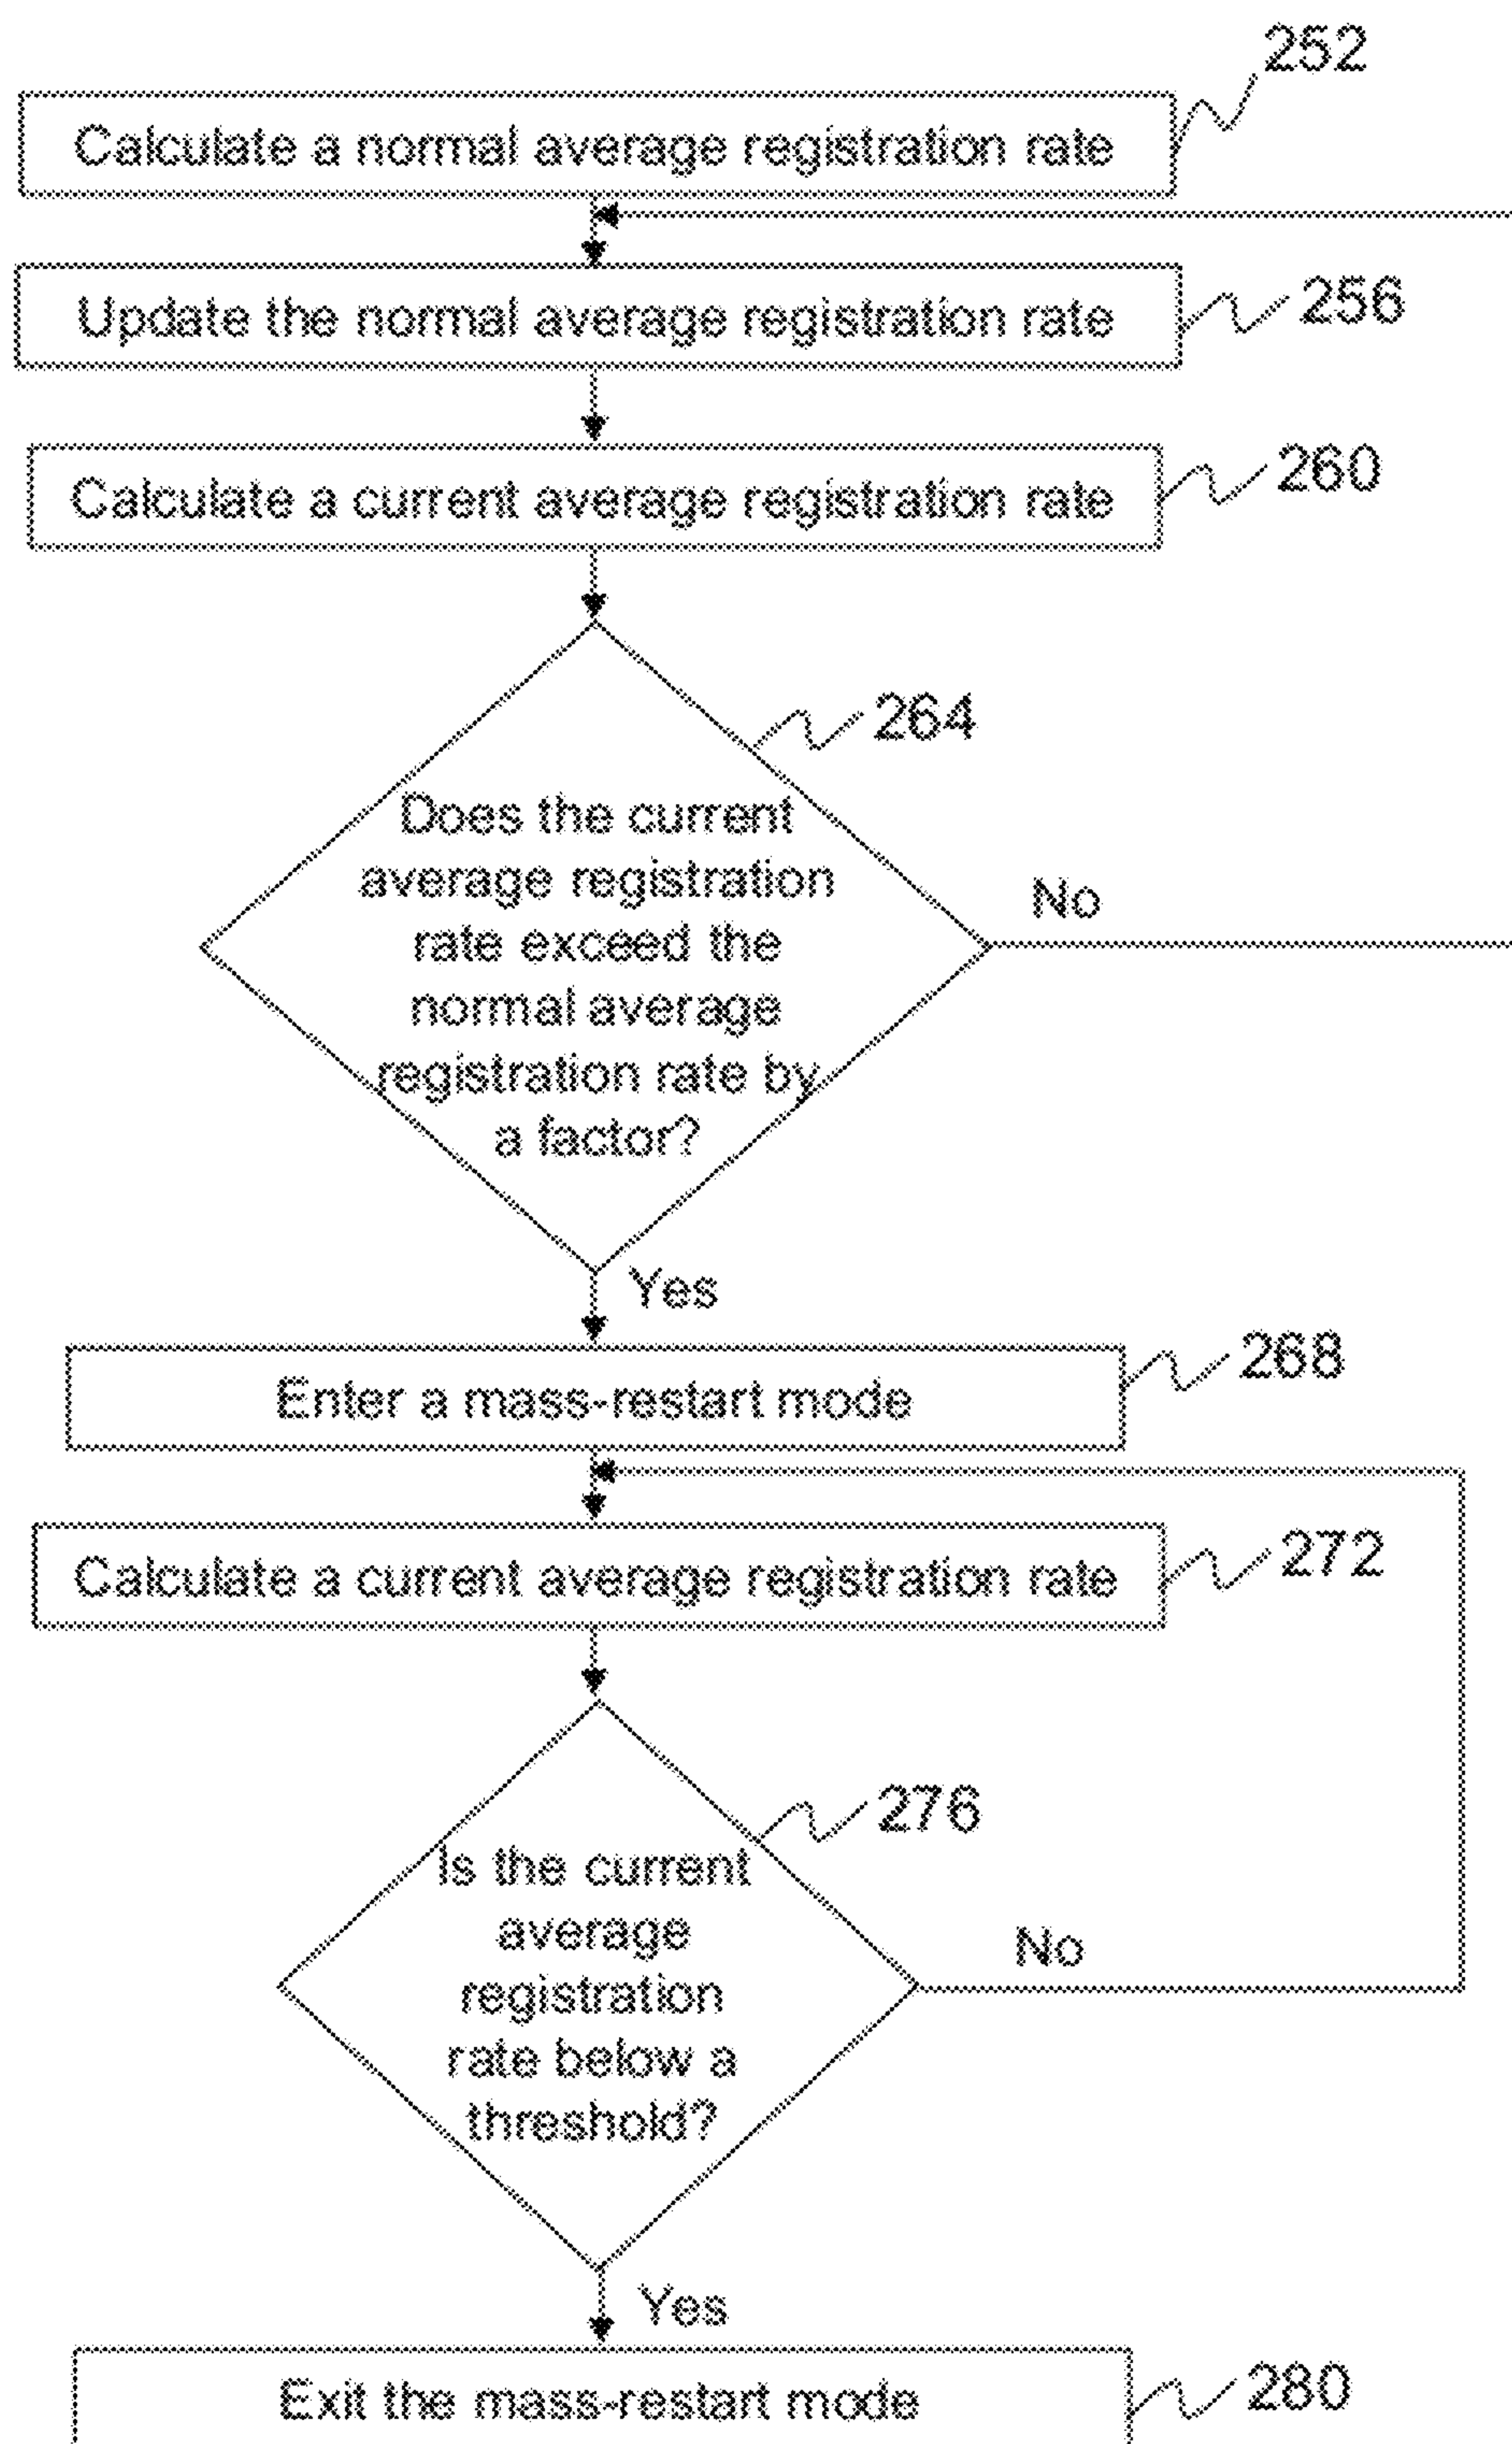 252
Calculate a normal average registration rate
Update the normal average registration rate
256
Calculate a current average registration rate
260
264
Does the current
average registration
rate exceed the
normal average
registration rate by
a factor?
No
Yes
Enter a mass-restart mode
268
Calculate a current average registration rate
272
276
Is the current
average
registration
rate below a
threshold?
No
Yes
Exit the mass-restart mode
280